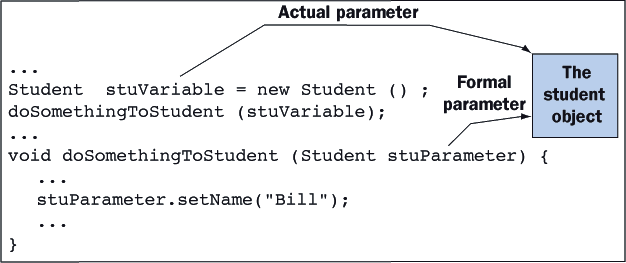 Actual parameter
...
Student stuVariable = new Student () ;
doSomethingToStudent (stuVariable);
...
void doSomethingToStudent (Student stuParameter) {
...
stuParameter.setName("Bill");
...
}
Formal
parameter
The
student
object